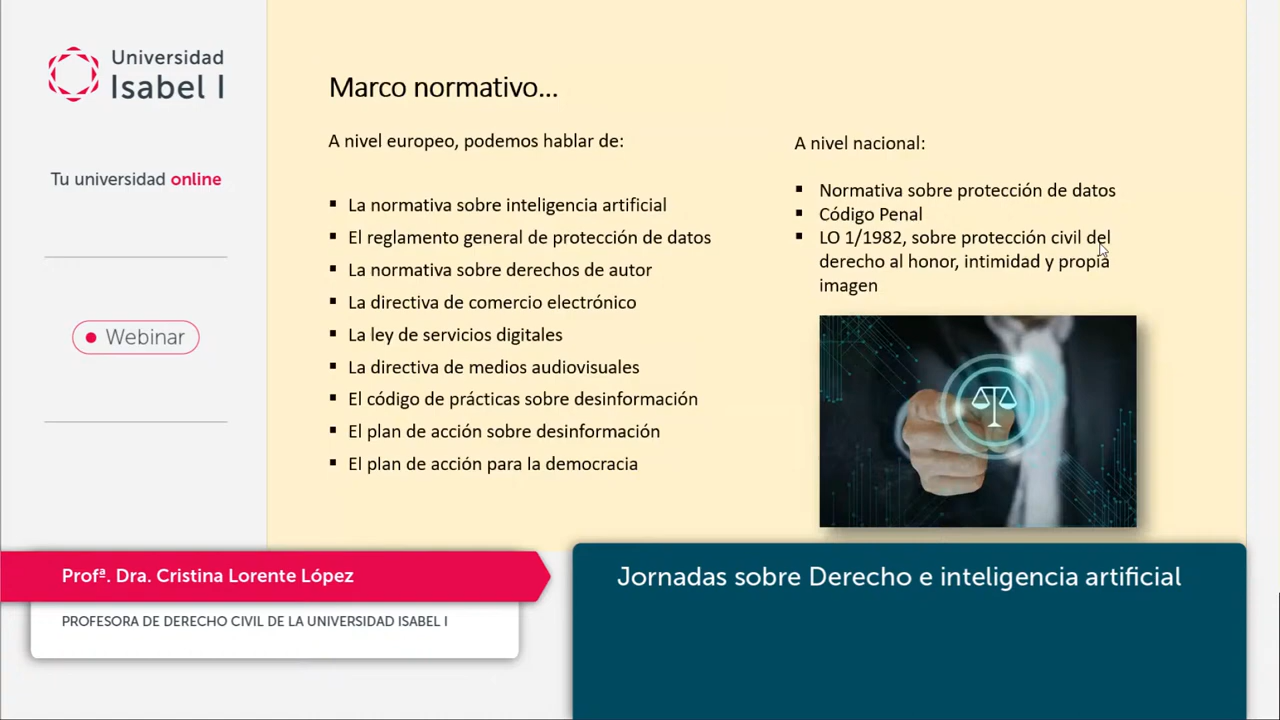 Universidad
Isabel I
Tu universidad online
Webinar
Marco normativo...
A nivel europeo, podemos hablar de:
▪ La normativa sobre inteligencia artificial
▪ El reglamento general de protección de datos
▪ La normativa sobre derechos de autor
▪ La directiva de comercio electrónico
▪ La ley de servicios digitales
▪ La directiva de medios audiovisuales
▪ El código de prácticas sobre desinformación
▪ El plan de acción sobre desinformación
▪ El plan de acción para la democracia
A nivel nacional:
▪ Normativa sobre protección de datos
▪ Código Penal
▪ LO 1/1982, sobre protección civil del
derecho al honor, intimidad y propia
imagen
Profª. Dra. Cristina Lorente López
PROFESORA DE DERECHO CIVIL DE LA UNIVERSIDAD ISABEL I
Jornadas sobre Derecho e inteligencia artificial